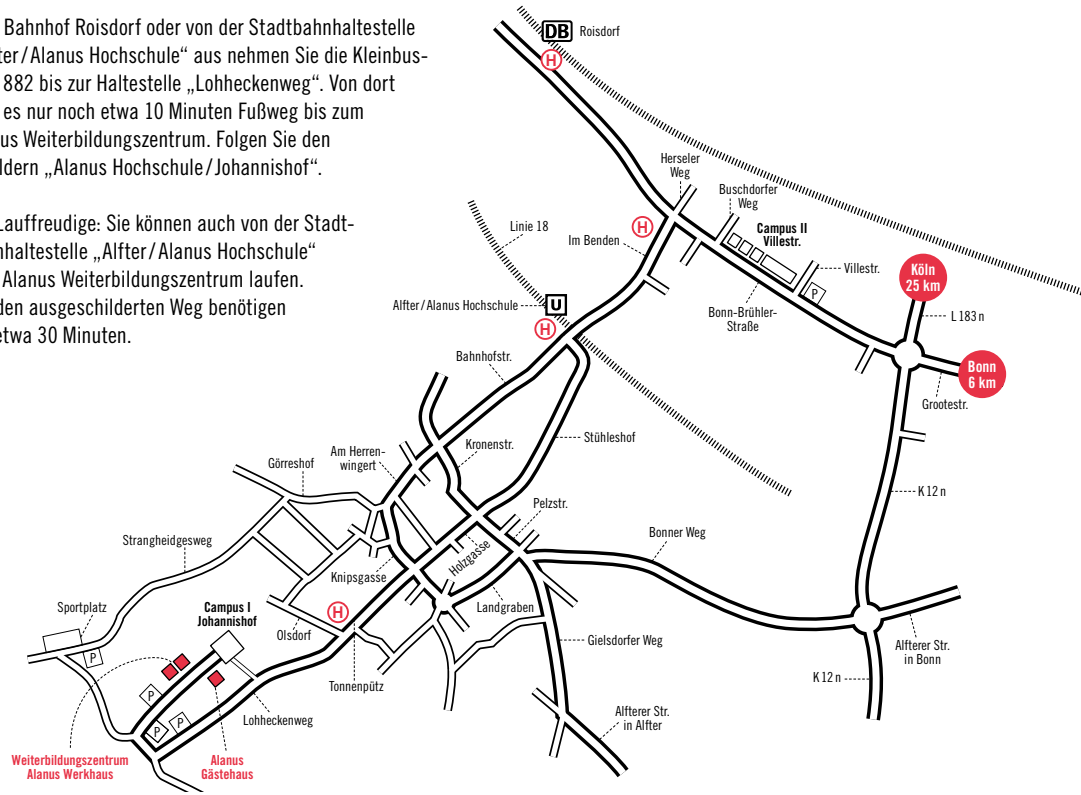 Bahnhof Roisdorf oder von der Stadtbahnhaltestelle
ter/Alanus Hochschule“ aus nehmen Sie die Kleinbus-
882 bis zur Haltestelle „Lohheckenweg“. Von dort
es nur noch etwa 10 Minuten Fußweg bis zum
us Weiterbildungszentrum. Folgen Sie den
ldern „Alanus Hochschule/Johannishof“.
Lauffreudige: Sie können auch von der Stadt-
nhaltestelle „Alfter/Alanus Hochschule“
Alanus Weiterbildungszentrum laufen.
den ausgeschilderten Weg benötigen
etwa 30 Minuten.
DB
Roisdorf
H
Herseler
Weg
Buschdorfer
Weg
Campus II
Villestr.
H
Linie 18
Im Benden
Villestr.
P
Köln
25 km
Alfter/Alanus Hochschule
U
H
Bonn-Brühler-
Straße
L 183 n
Bahnhofstr.
Bonn
6 km
Grootestr.
Stühleshof
Kronenstr.
Am Herren-
wingert
Görreshof
K 12 n
Pelzstr.
Bonner Weg
Strangheidgesweg
Holzgasse
Knipsgasse
Landgraben
Sportplatz
Campus I
Johannishof
H
Olsdorf
Gielsdorfer Weg
Alfterer Str.
in Bonn
P
K 12 n
Tonnenpütz
P
P
P
Lohheckenweg
Alfterer Str.
in Alfter
Weiterbildungszentrum
Alanus Werkhaus
Alanus
Gästehaus